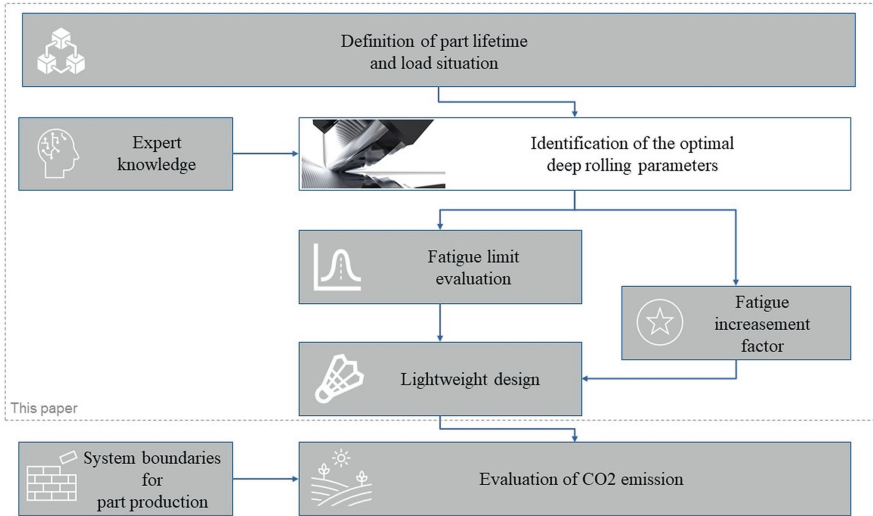 Definition of part lifetime
and load situation
Expert
knowledge
Identification of the optimal
deep rolling parameters
Fatigue limit
evaluation
Fatigue
increasement
factor
Lightweight design
This paper
System boundaries
for
part production
Evaluation of CO2 emission